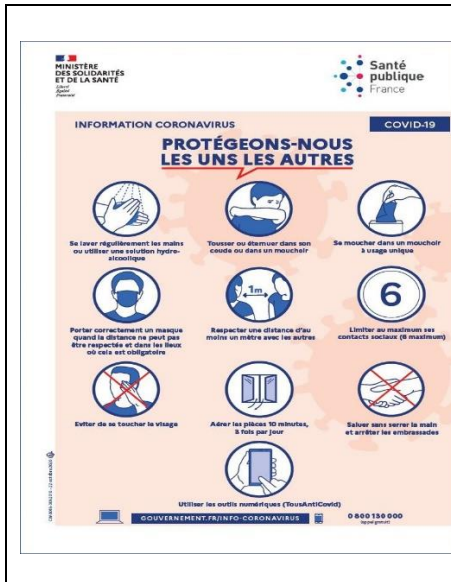 MINISTÈRE
DES SOLIDARITÉS
ET DE LA SANTÉ
Liberté
Égalité
Fraternité
Santé
publique
France
INFORMATION CORONAVIRUS
COVID-19
PROTÉGEONS-NOUS
LES UNS LES AUTRES
Se laver régulièrement les mains
ou utiliser une solution hydro-
alcoolique
Tousser ou éternuer dans son
coude ou dans un mouchoir
Se moucher dans un mouchoir
à usage unique
1m
6
Porter correctement un masque
quand la distance ne peut pas
être respectée et dans les lieux
où cela est obligatoire
Respecter une distance d'au
moins un mètre avec les autres
Limiter au maximum ses
contacts sociaux (6 maximum)
Eviter de se toucher le visage
Aérer les pièces 10 minutes,
3 fois par jour
Saluer sans serrer la main
et arrêter les embrassades
Utiliser les outils numériques (TousAntiCovid)
GOUVERNEMENT.FR/INFO-CORONAVIRUS
0 800 130 000
(appel gratuit)